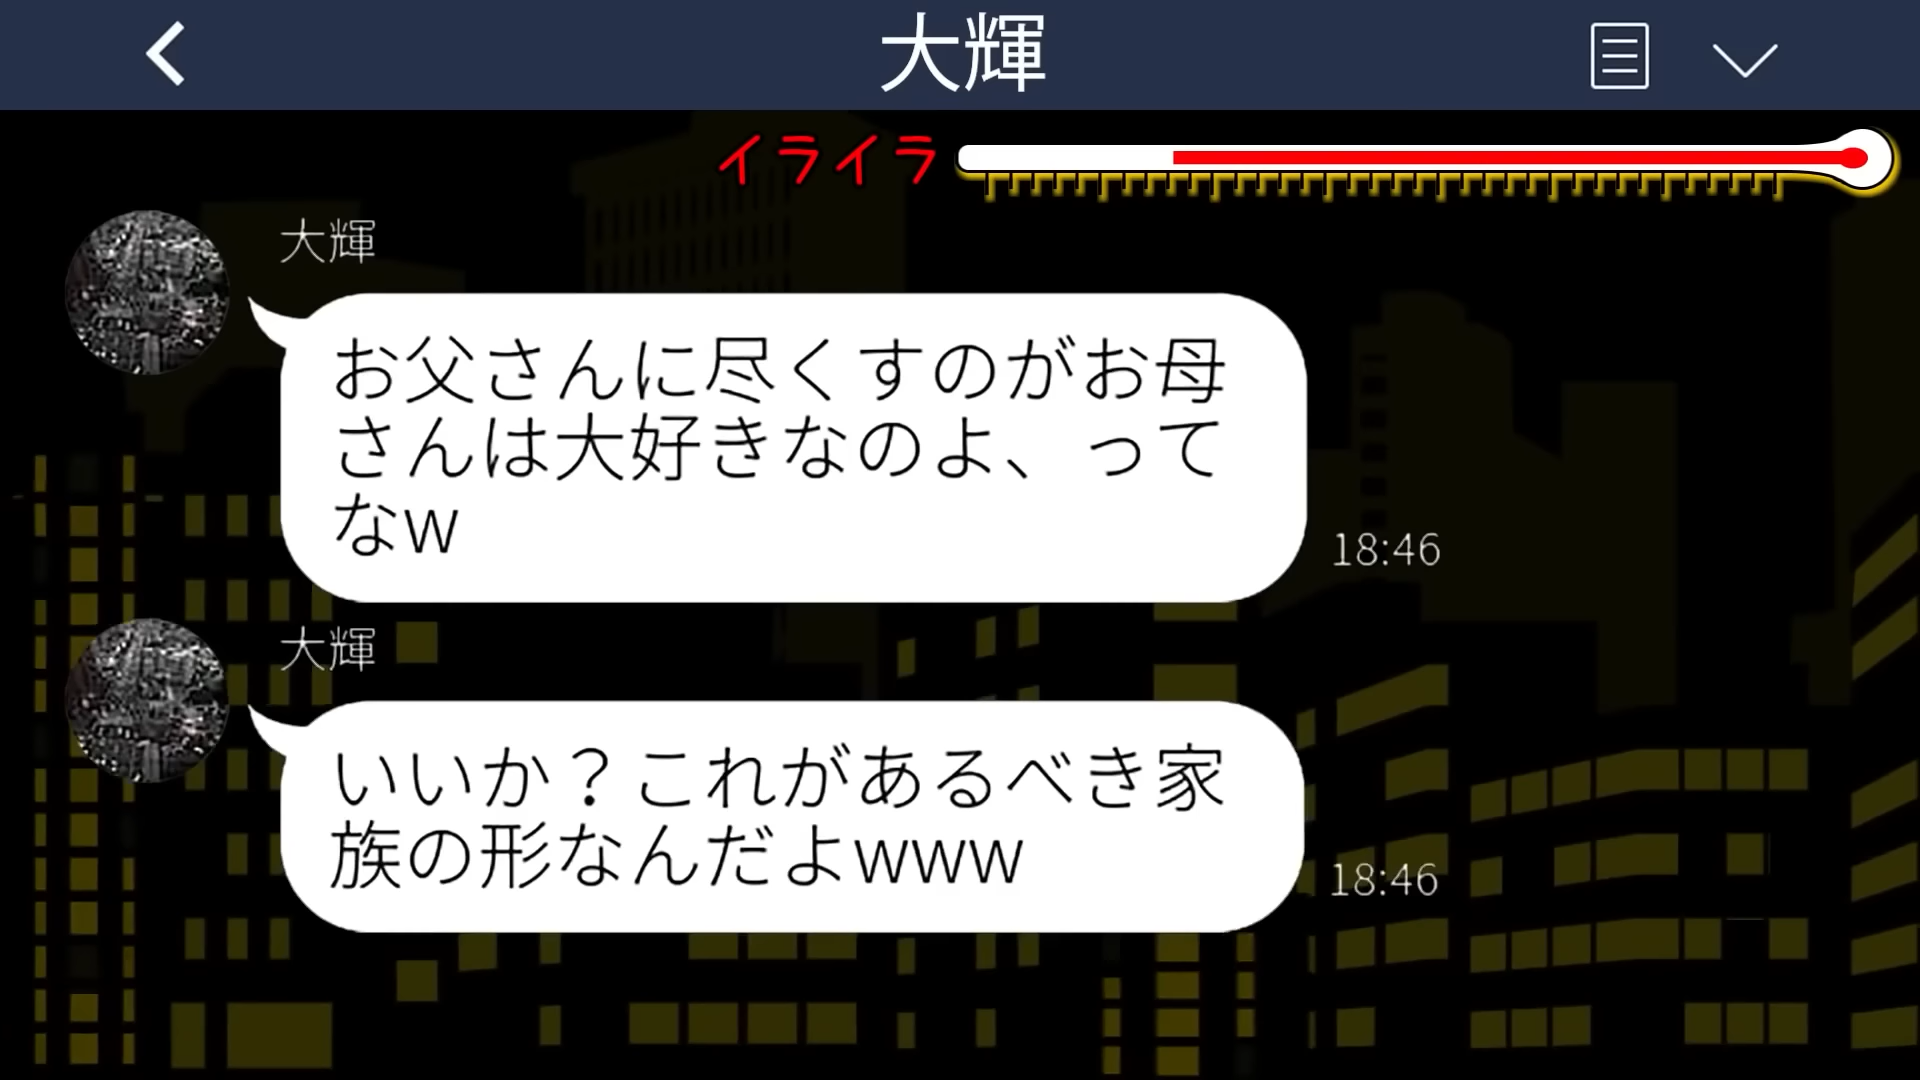 大輝
イライラ
大輝
お父さんに尽くすのがお母
さんは大好きなのよ、って
なw
18:46
大輝
いいか？これがあるべき家
族の形なんだよwww
18:46